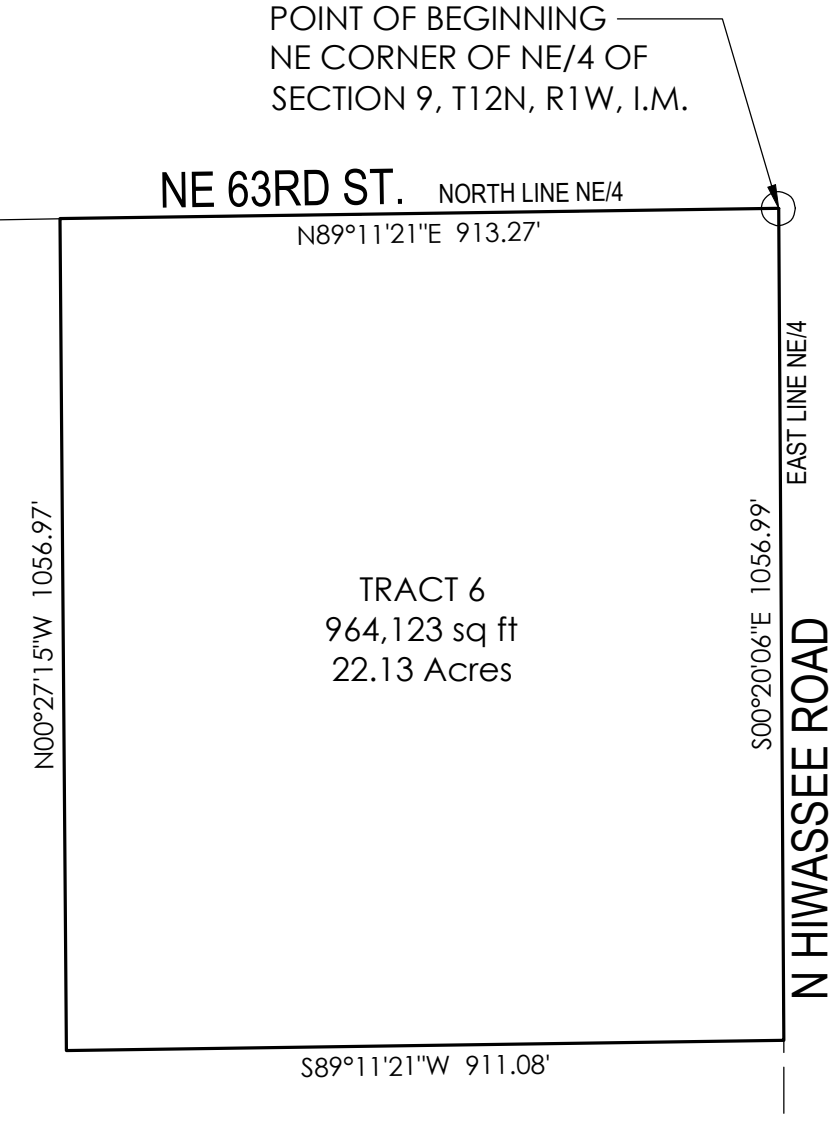 POINT OF BEGINNING
NE CORNER OF NE/4 OF
SECTION 9, T12N, R1W, I.M.
NE 63RD ST. NORTH LINE NE/4
N89°11'21"E 913.27'
EAST LINE NE/4
N00°27'15"W 1056.97'
S00°20'06"E 1056.99'
TRACT 6
964,123 sq ft
22.13 Acres
N HIWASSEE ROAD
S89°11'21"W 911.08'